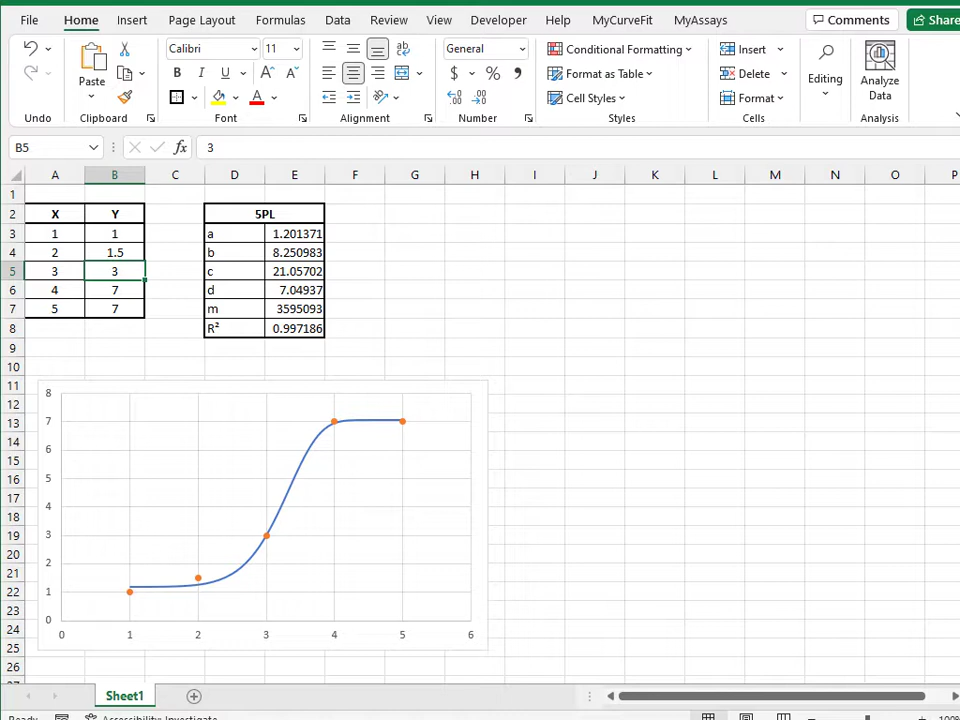 File Home Insert Page Layout Formulas Data Review View Developer Help MyCurveFit MyAssays Comments Share
Paste Calibri 11 General Conditional Formatting Insert Editing Analyze Data
B I U A A $ % Format as Table Delete
A Cell Styles Format
Undo Clipboard Font Alignment Number Styles Cells Analysis
B5 fx 3
A B C D E F G H I J K L M N O P
1
2 X Y 5PL
3 1 1 a 1.201371
4 2 1.5 b 8.250983
5 3 3 c 21.05702
6 4 7 d 7.04937
7 5 7 m 3595093
8 R² 0.997186
9
10
11
12
13
14
15
16
17
18
19
20
21
22
23
24
25
26
8
7
6
5
4
3
2
1
0
0 1 2 3 4 5 6
Sheet1
Ready Accessibility: Investigate 100%